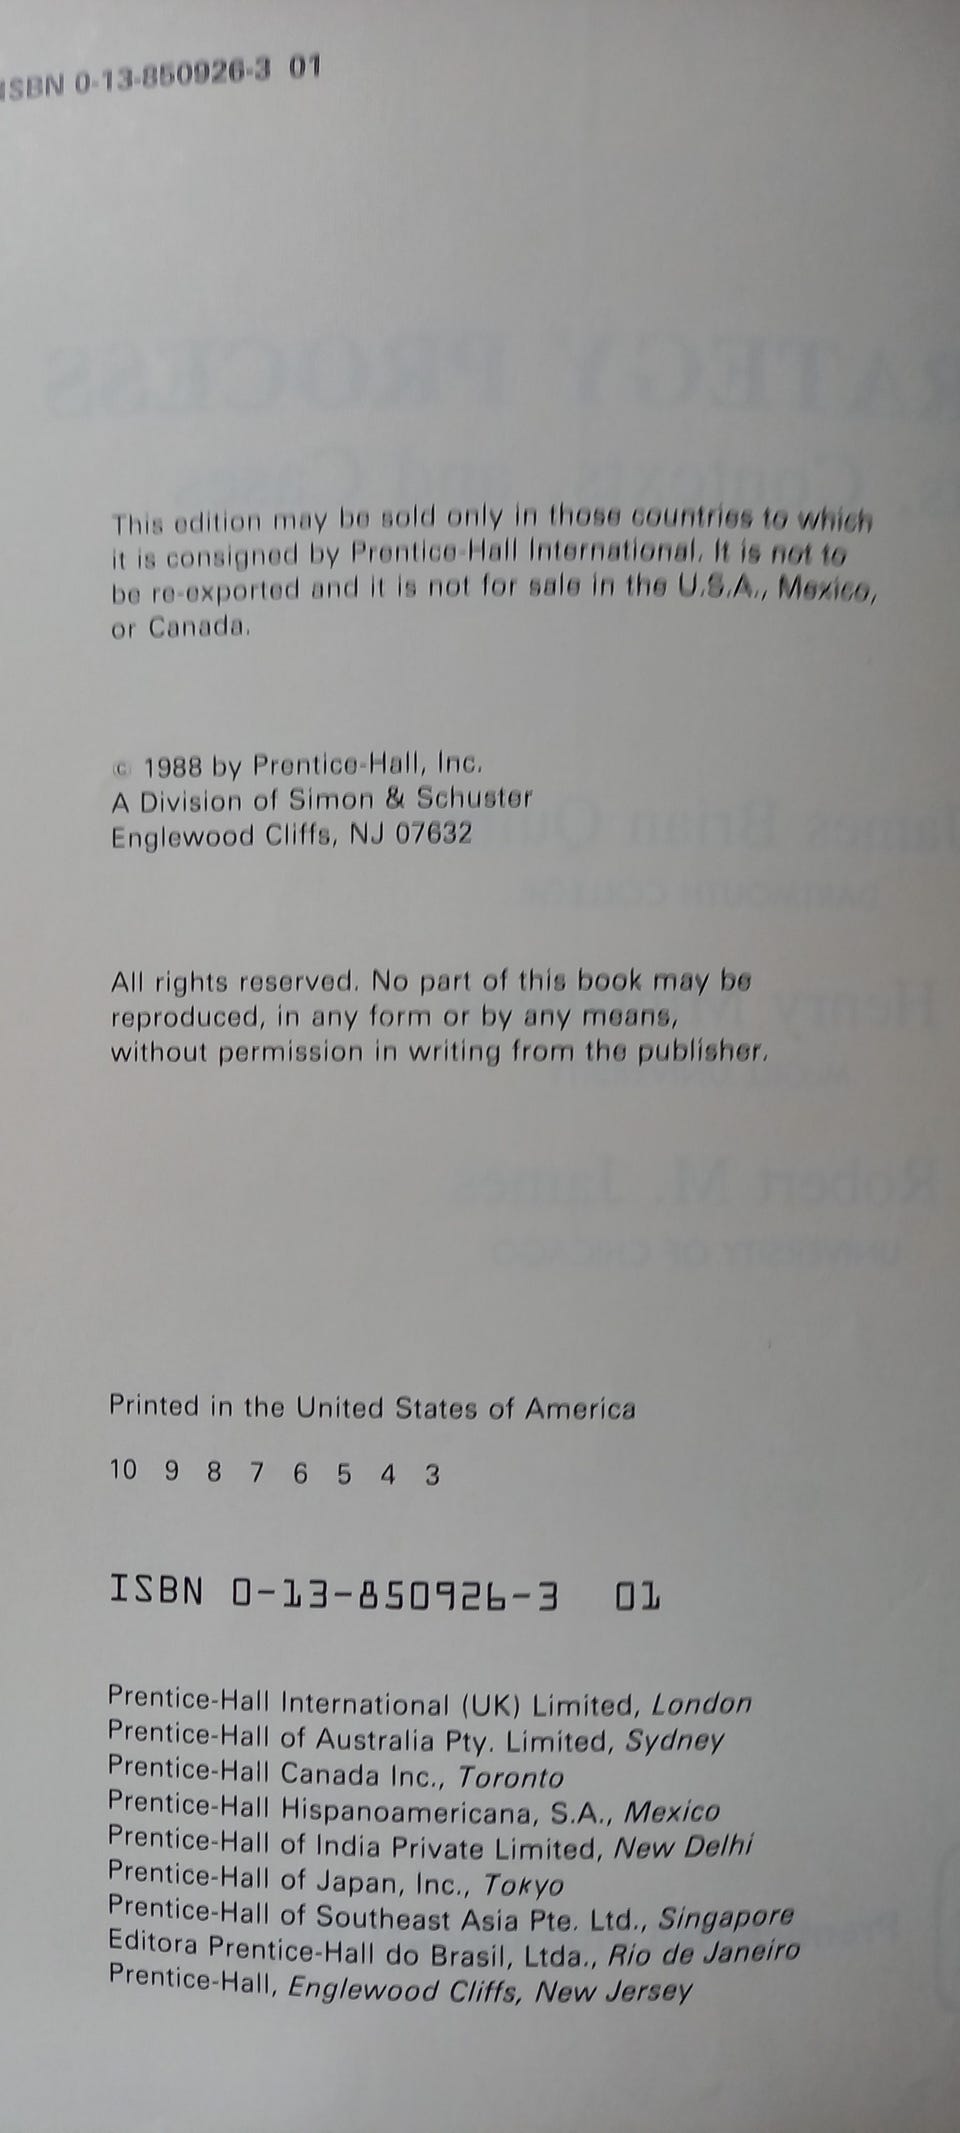 ISBN 0-13-850926-3 01
This edition may be sold only in those countries to which
it is consigned by Prentice-Hall International. It is not to
be re-exported and it is not for sale in the U.S.A., Mexico,
or Canada.
© 1988 by Prentice-Hall, Inc.
A Division of Simon & Schuster
Englewood Cliffs, NJ 07632
All rights reserved. No part of this book may be
reproduced, in any form or by any means,
without permission in writing from the publisher.
Printed in the United States of America
10 9 8 7 6 5 4 3
ISBN 0-13-850926-3 01
Prentice-Hall International (UK) Limited, London
Prentice-Hall of Australia Pty. Limited, Sydney
Prentice-Hall Canada Inc., Toronto
Prentice-Hall Hispanoamericana, S.A., Mexico
Prentice-Hall of India Private Limited, New Delhi
Prentice-Hall of Japan, Inc., Tokyo
Prentice-Hall of Southeast Asia Pte. Ltd., Singapore
Editora Prentice-Hall do Brasil, Ltda., Rio de Janeiro
Prentice-Hall, Englewood Cliffs, New Jersey